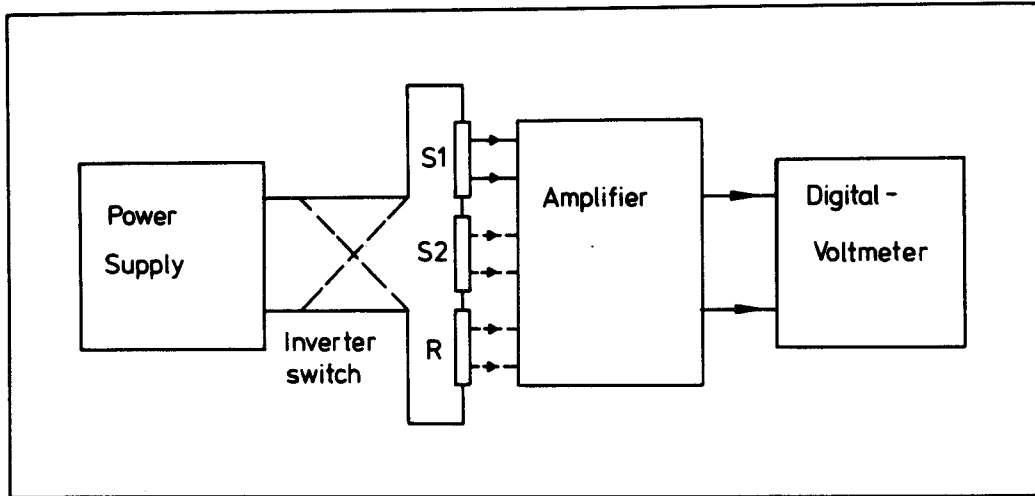 Power
Supply
Inverter
switch
S1
S2
R
Amplifier
Digital-
Voltmeter